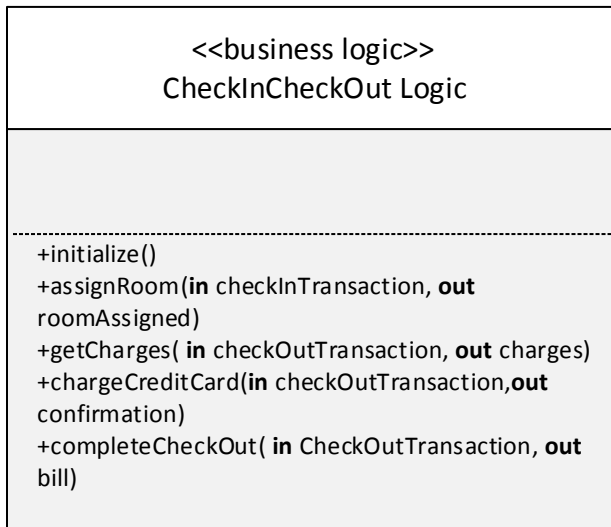 <<business logic>>
CheckInCheckOut Logic
+initialize()
+assignRoom(in checkInTransaction, out
roomAssigned)
+getCharges( in checkOutTransaction, out charges)
+chargeCreditCard(in checkOutTransaction,out
confirmation)
+completeCheckOut( in CheckOutTransaction, out
bill)